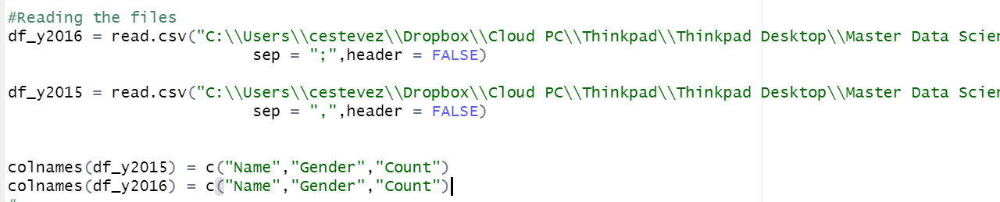 #Reading the files
df_y2016 = read.csv("C:\\Users\\cestevez\\Dropbox\\Cloud PC\\Thinkpad\\Thinkpad Desktop\\Master Data Scien
sep = ";",header = FALSE)
df_y2015 = read.csv("C:\\Users\\cestevez\\Dropbox\\Cloud PC\\Thinkpad\\Thinkpad Desktop\\Master Data Scien
sep = ",",header = FALSE)
colnames(df_y2015) = c("Name","Gender","Count")
colnames(df_y2016) = c("Name","Gender","Count")